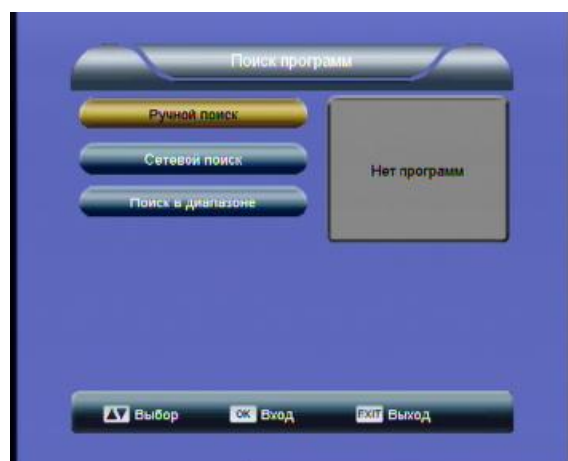 Поиск программ
Ручной поиск
Сетевой поиск
Поиск в диапазоне
Нет программ
Выбор OK Вход EXIT Выход